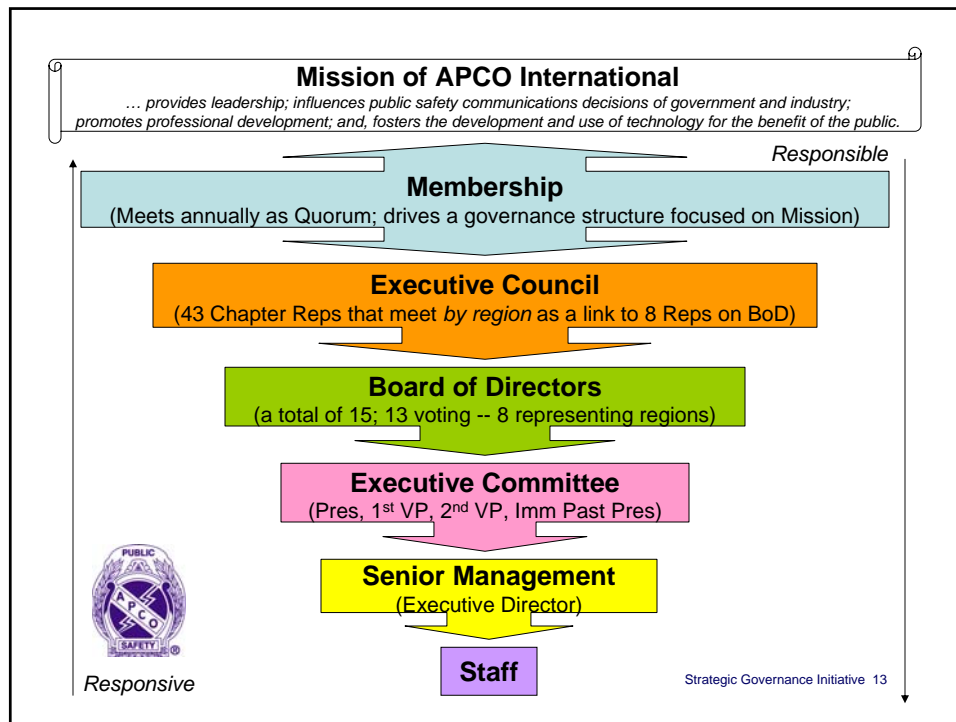 Mission of APCO International
… provides leadership; influences public safety communications decisions of government and industry;
promotes professional development; and, fosters the development and use of technology for the benefit of the public.
Responsible
Membership
(Meets annually as Quorum; drives a governance structure focused on Mission)
Executive Council
(43 Chapter Reps that meet by region as a link to 8 Reps on BoD)
Board of Directors
(a total of 15; 13 voting -- 8 representing regions)
Executive Committee
(Pres, 1st VP, 2nd VP, Imm Past Pres)
Senior Management
(Executive Director)
PUBLIC
APCO
SAFETY®
Staff
Responsive
Strategic Governance Initiative 13